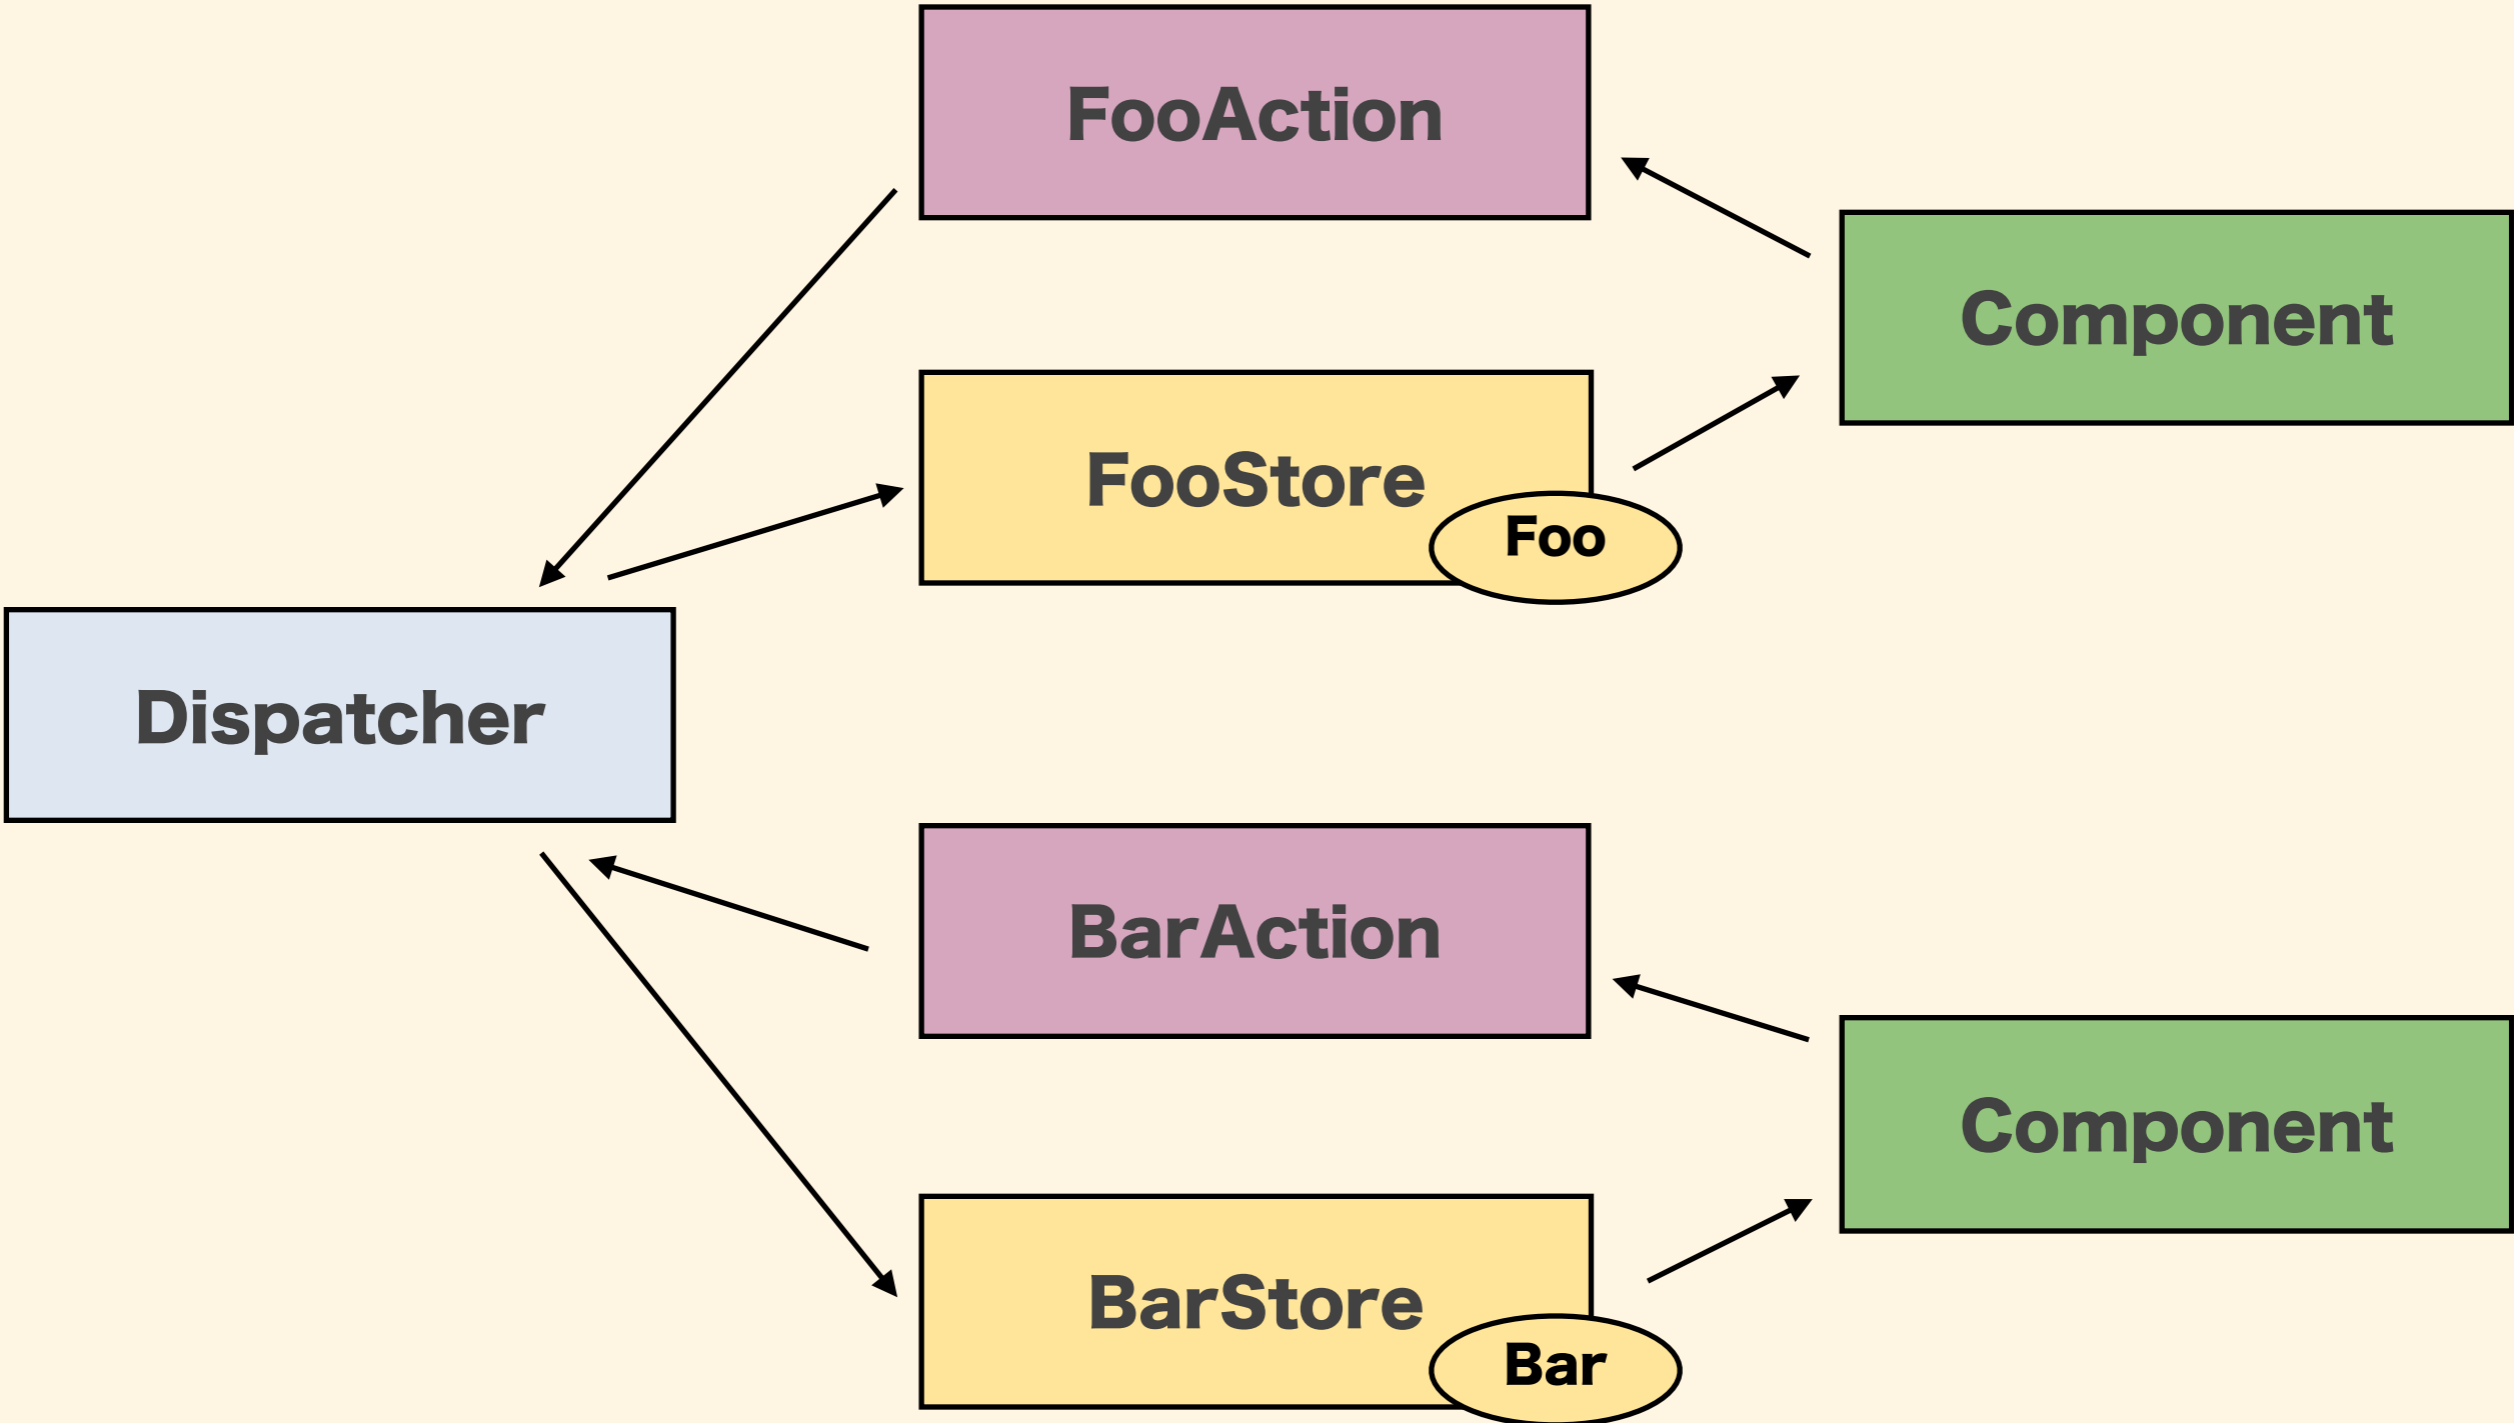 FooAction
Component
FooStore
Foo
Dispatcher
BarAction
Component
BarStore
Bar